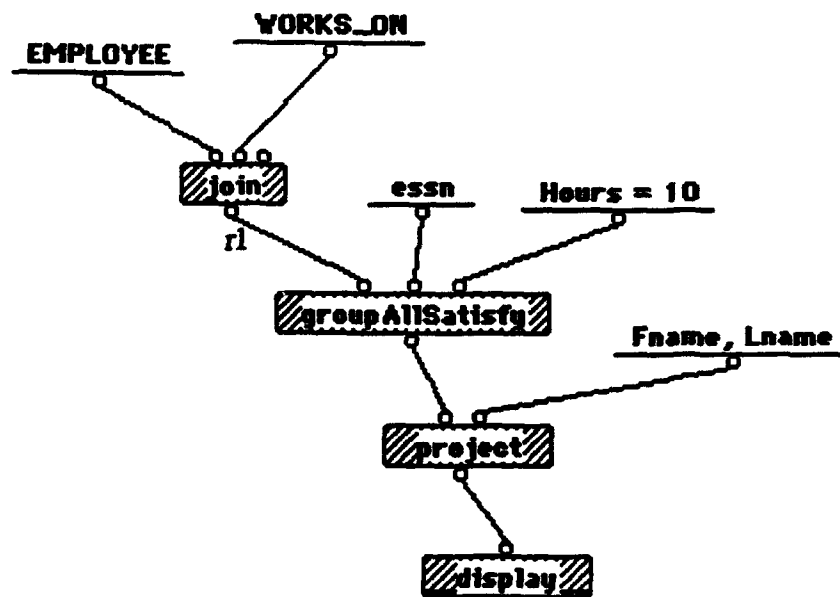 WORKS_ON
EMPLOYEE
join
essn
Hours = 10
r1
groupAllSatisfy
Fname, Lname
project
display